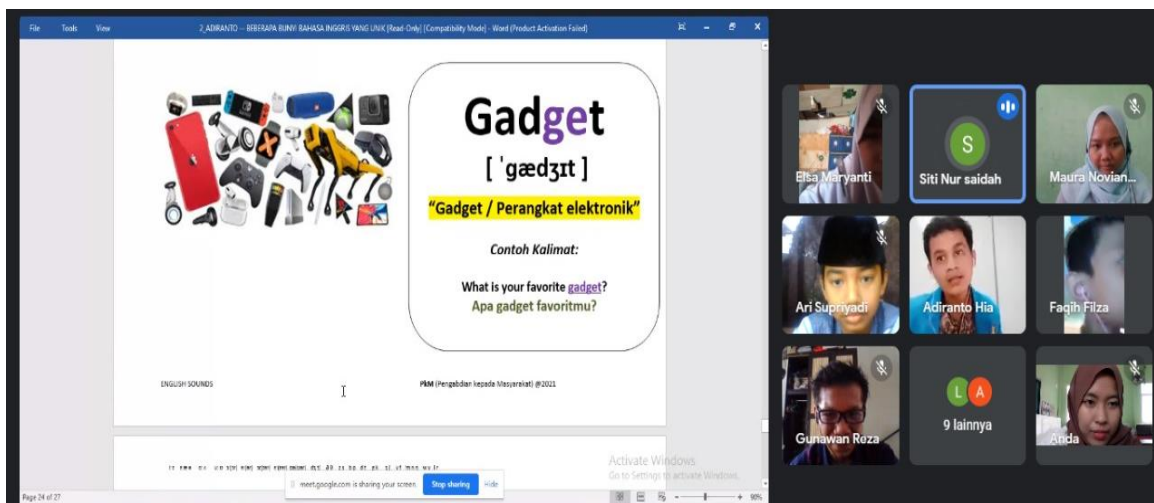 File Tools View
2_ADIRANTO -- BEBERAPA BUNYI BAHASA INGGRIS YANG UNIK [Read-Only] [Compatibility Mode] - Word (Product Activation Failed)
Gadget
[ ˈgædʒɪt ]
“Gadget / Perangkat elektronik”
Contoh Kalimat:
What is your favorite gadget?
Apa gadget favoritmu?
ENGLISH SOUNDS
PkM (Pengabdian kepada Masyarakat) @2021
Activate Windows
Go to Settings to activate Windows.
meet.google.com is sharing your screen.
Stop sharing
Hide
Page 24 of 27
90%
Elsa Maryanti
S
Siti Nur saidah
Maura Novian...
Ari Supriyadi
Adiranto Hia
Faqih Filza
Gunawan Reza
L A
9 lainnya
Anda